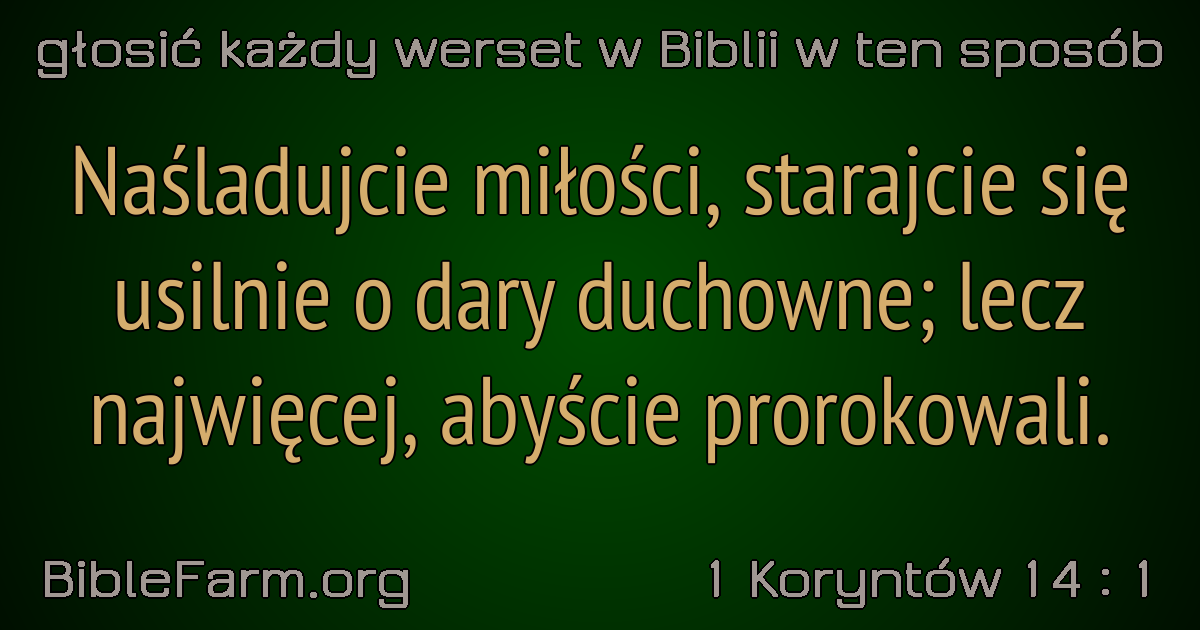 głosić każdy werset w Biblii w ten sposób
Naśladujcie miłości, starajcie się
usilnie o dary duchowne; lecz
najwięcej, abyście prorokowali.
BibleFarm.org
1 Koryntów 14 : 1